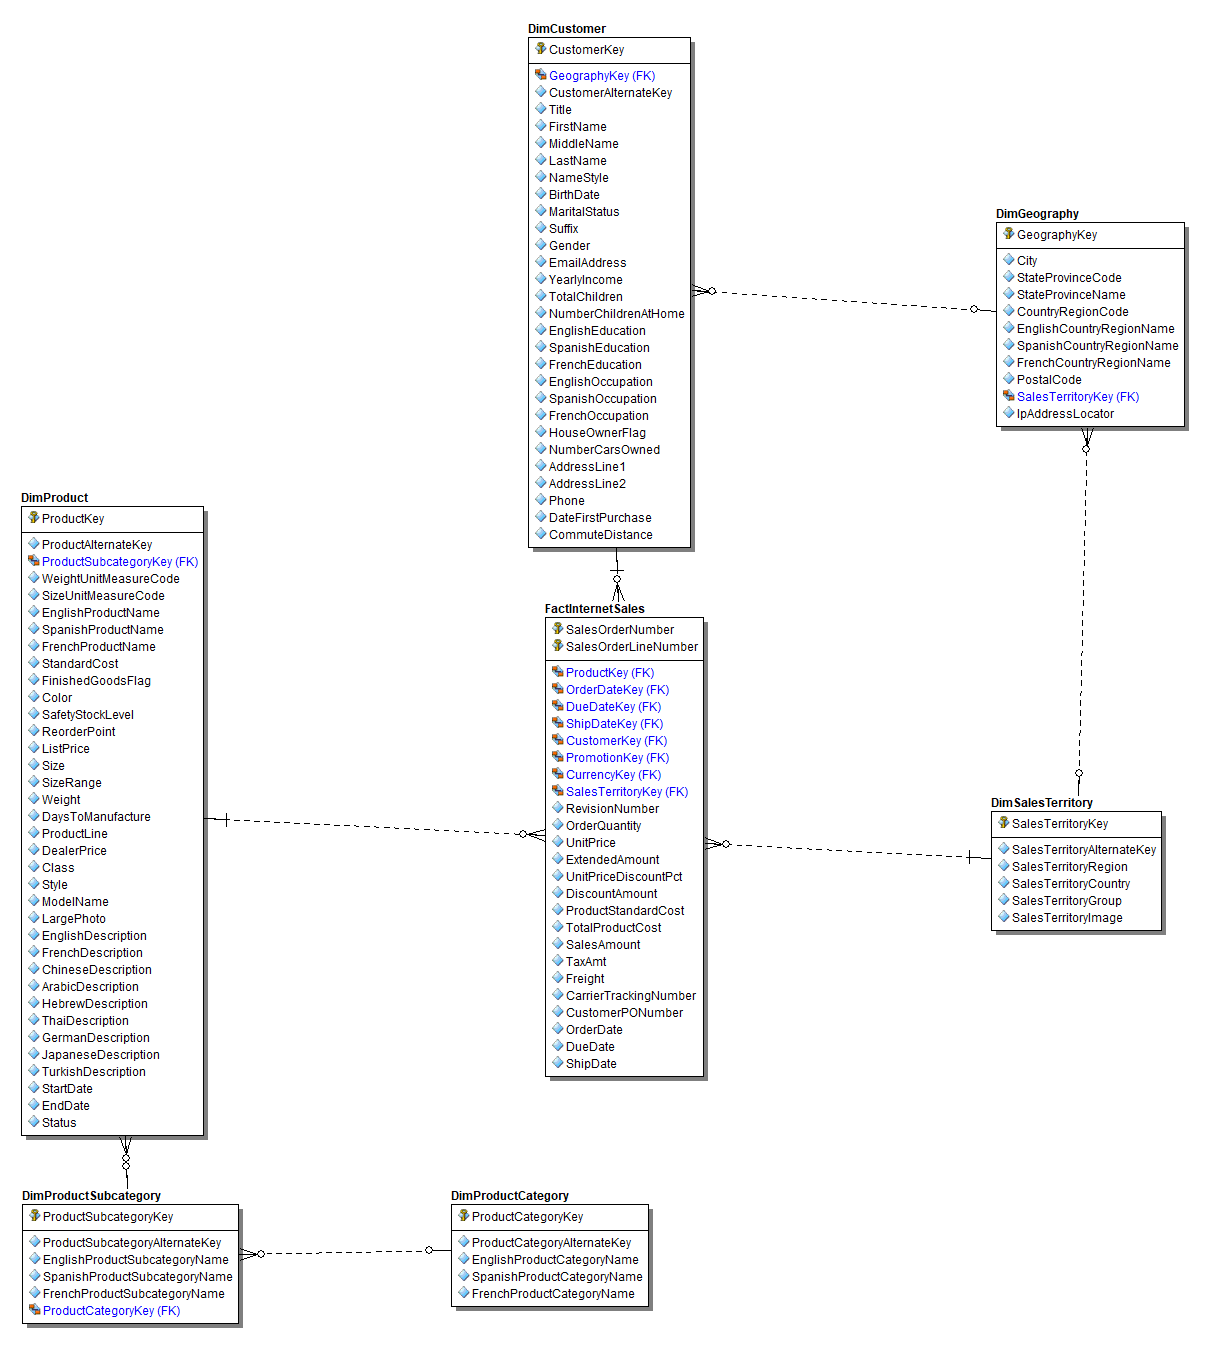 DimCustomer
CustomerKey
GeographyKey (FK)
CustomerAlternateKey
Title
FirstName
MiddleName
LastName
NameStyle
BirthDate
MaritalStatus
Suffix
Gender
EmailAddress
YearlyIncome
TotalChildren
NumberChildrenAtHome
EnglishEducation
SpanishEducation
FrenchEducation
EnglishOccupation
SpanishOccupation
FrenchOccupation
HouseOwnerFlag
NumberCarsOwned
AddressLine1
AddressLine2
Phone
DateFirstPurchase
CommuteDistance
DimGeography
GeographyKey
City
StateProvinceCode
StateProvinceName
CountryRegionCode
EnglishCountryRegionName
SpanishCountryRegionName
FrenchCountryRegionName
PostalCode
SalesTerritoryKey (FK)
IpAddressLocator
DimProduct
ProductKey
ProductAlternateKey
ProductSubcategoryKey (FK)
WeightUnitMeasureCode
SizeUnitMeasureCode
EnglishProductName
SpanishProductName
FrenchProductName
StandardCost
FinishedGoodsFlag
Color
SafetyStockLevel
ReorderPoint
ListPrice
Size
SizeRange
Weight
DaysToManufacture
ProductLine
DealerPrice
Class
Style
ModelName
LargePhoto
EnglishDescription
FrenchDescription
ChineseDescription
ArabicDescription
HebrewDescription
ThaiDescription
GermanDescription
JapaneseDescription
TurkishDescription
StartDate
EndDate
Status
FactInternetSales
SalesOrderNumber
SalesOrderLineNumber
ProductKey (FK)
OrderDateKey (FK)
DueDateKey (FK)
ShipDateKey (FK)
CustomerKey (FK)
PromotionKey (FK)
CurrencyKey (FK)
SalesTerritoryKey (FK)
RevisionNumber
OrderQuantity
UnitPrice
ExtendedAmount
UnitPriceDiscountPct
DiscountAmount
ProductStandardCost
TotalProductCost
SalesAmount
TaxAmt
Freight
CarrierTrackingNumber
CustomerPONumber
OrderDate
DueDate
ShipDate
DimSalesTerritory
SalesTerritoryKey
SalesTerritoryAlternateKey
SalesTerritoryRegion
SalesTerritoryCountry
SalesTerritoryGroup
SalesTerritoryImage
DimProductSubcategory
ProductSubcategoryKey
ProductSubcategoryAlternateKey
EnglishProductSubcategoryName
SpanishProductSubcategoryName
FrenchProductSubcategoryName
ProductCategoryKey (FK)
DimProductCategory
ProductCategoryKey
ProductCategoryAlternateKey
EnglishProductCategoryName
SpanishProductCategoryName
FrenchProductCategoryName